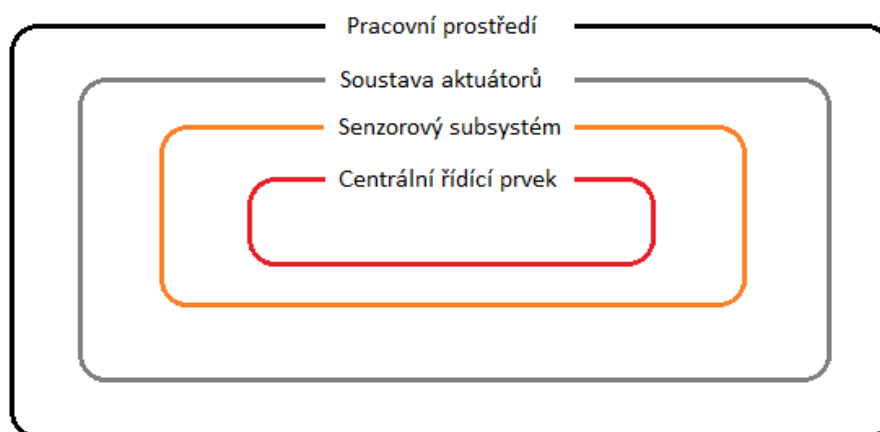 Pracovní prostředí
Soustava aktuátorů
Senzorový subsystém
Centrální řídící prvek